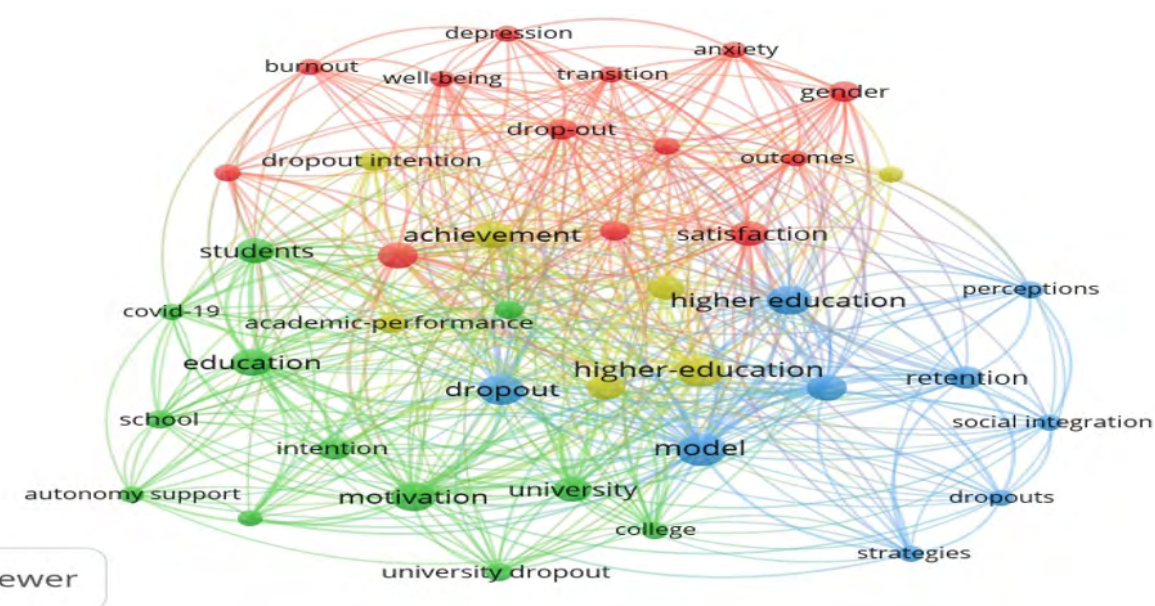 depression
anxiety
burnout
well-being
transition
gender
drop-out
dropout intention
outcomes
achievement
satisfaction
students
perceptions
higher education
covid-19
academic-performance
education
higher-education
dropout
retention
school
social integration
intention
model
autonomy support
motivation
university
dropouts
college
strategies
university dropout
ewer